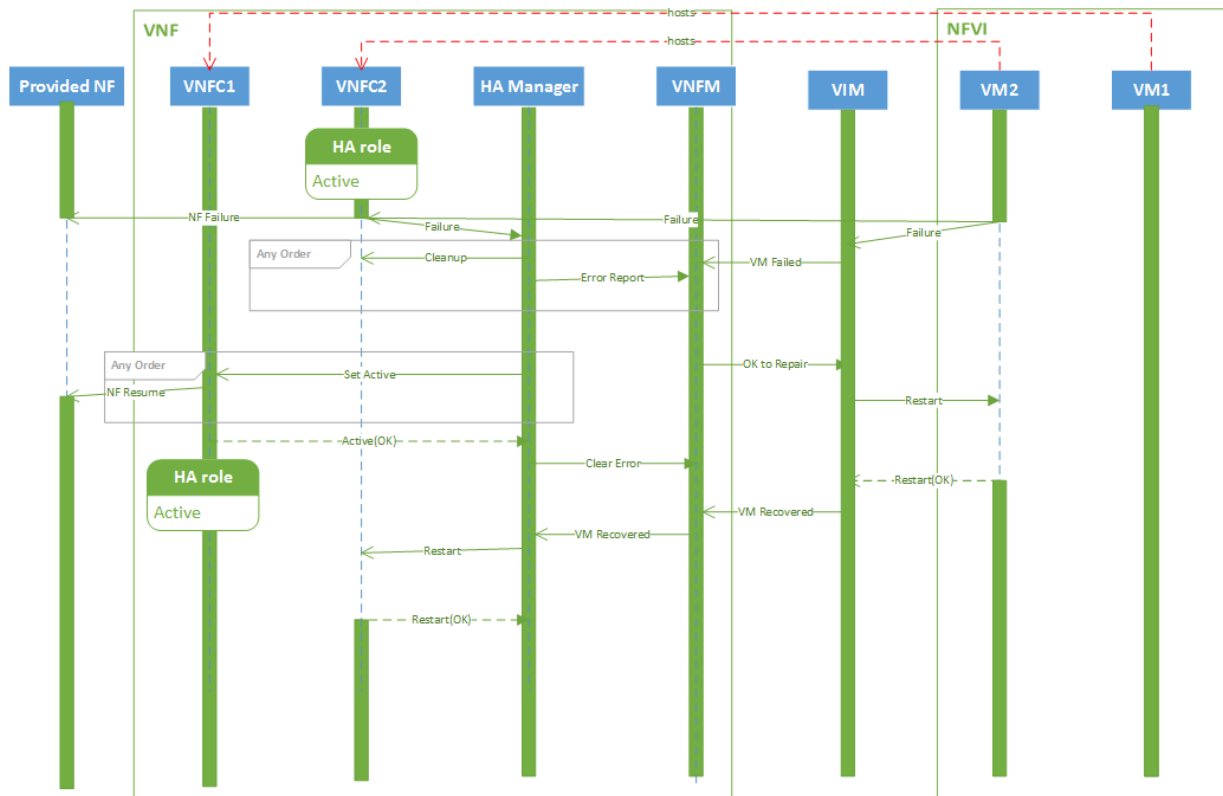 hosts
VNF
NFVI
hosts
Provided NF
VNFC1
VNFC2
HA Manager
VNFM
VIM
VM2
VM1
HA role
Active
NF Failure
Failure
Failure
Failure
Any Order
Cleanup
VM Failed
Error Report
Any Order
OK to Repair
Set Active
NF Resume
Restart
Active(OK)
Clear Error
HA role
Restart(OK)
Active
VM Recovered
VM Recovered
Restart
Restart(OK)